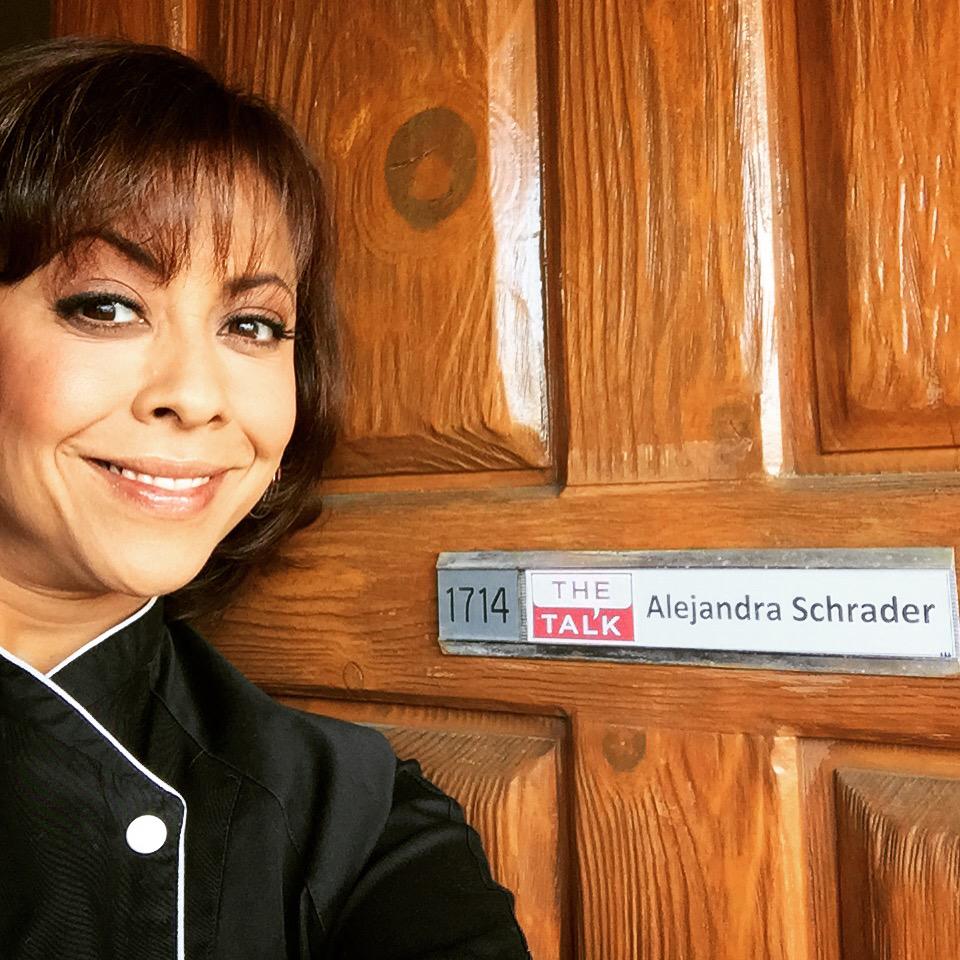 1714
THE
TALK
Alejandra Schrader